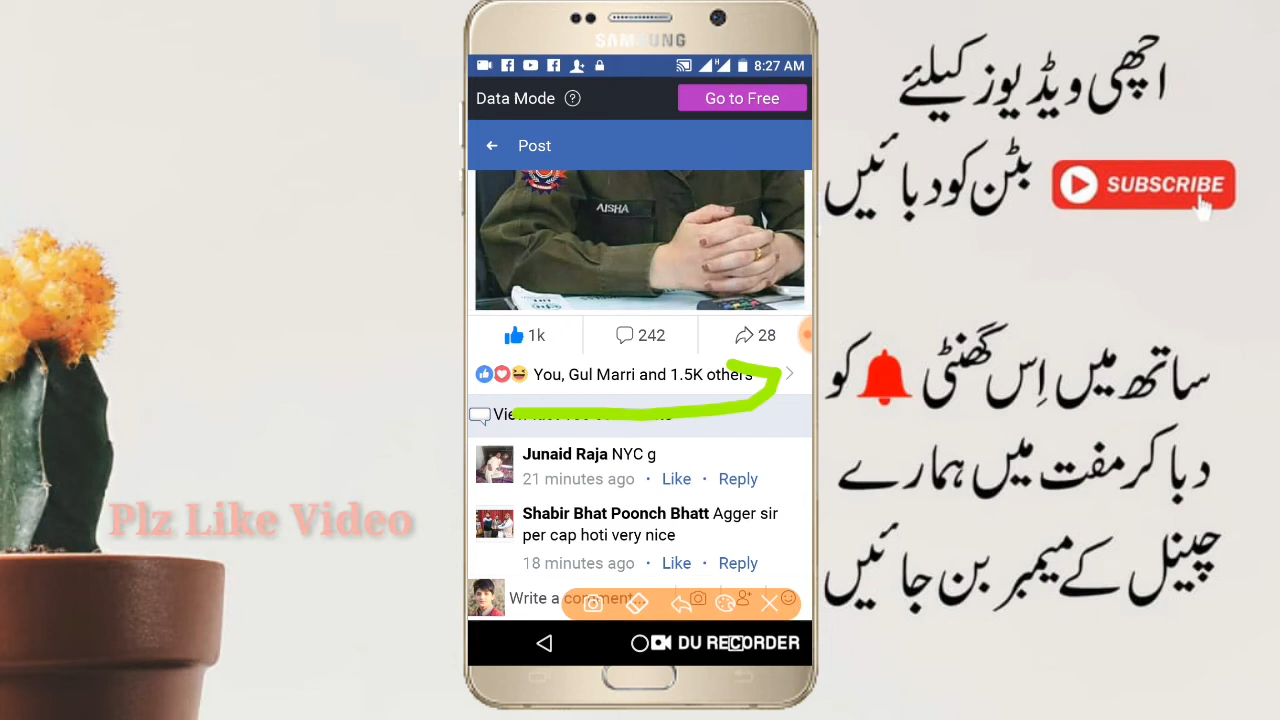 SAMSUNG
8:27 AM
Data Mode ? Go to Free
Post
AISHA
1k 242 28
You, Gul Marri and 1.5K others
Junaid Raja NYC g
21 minutes ago · Like · Reply
Shabir Bhat Poonch Bhatt Agger sir
per cap hoti very nice
18 minutes ago · Like · Reply
Write a comment...
DU RECORDER
Plz Like Video
اچھی ویڈیوز کیلئے
SUBSCRIBE بٹن کو دبائیں
ساتھ میں اِس گھنٹی کو
دبا کر مفت میں ہمارے
چینل کے میمبر بن جائیں